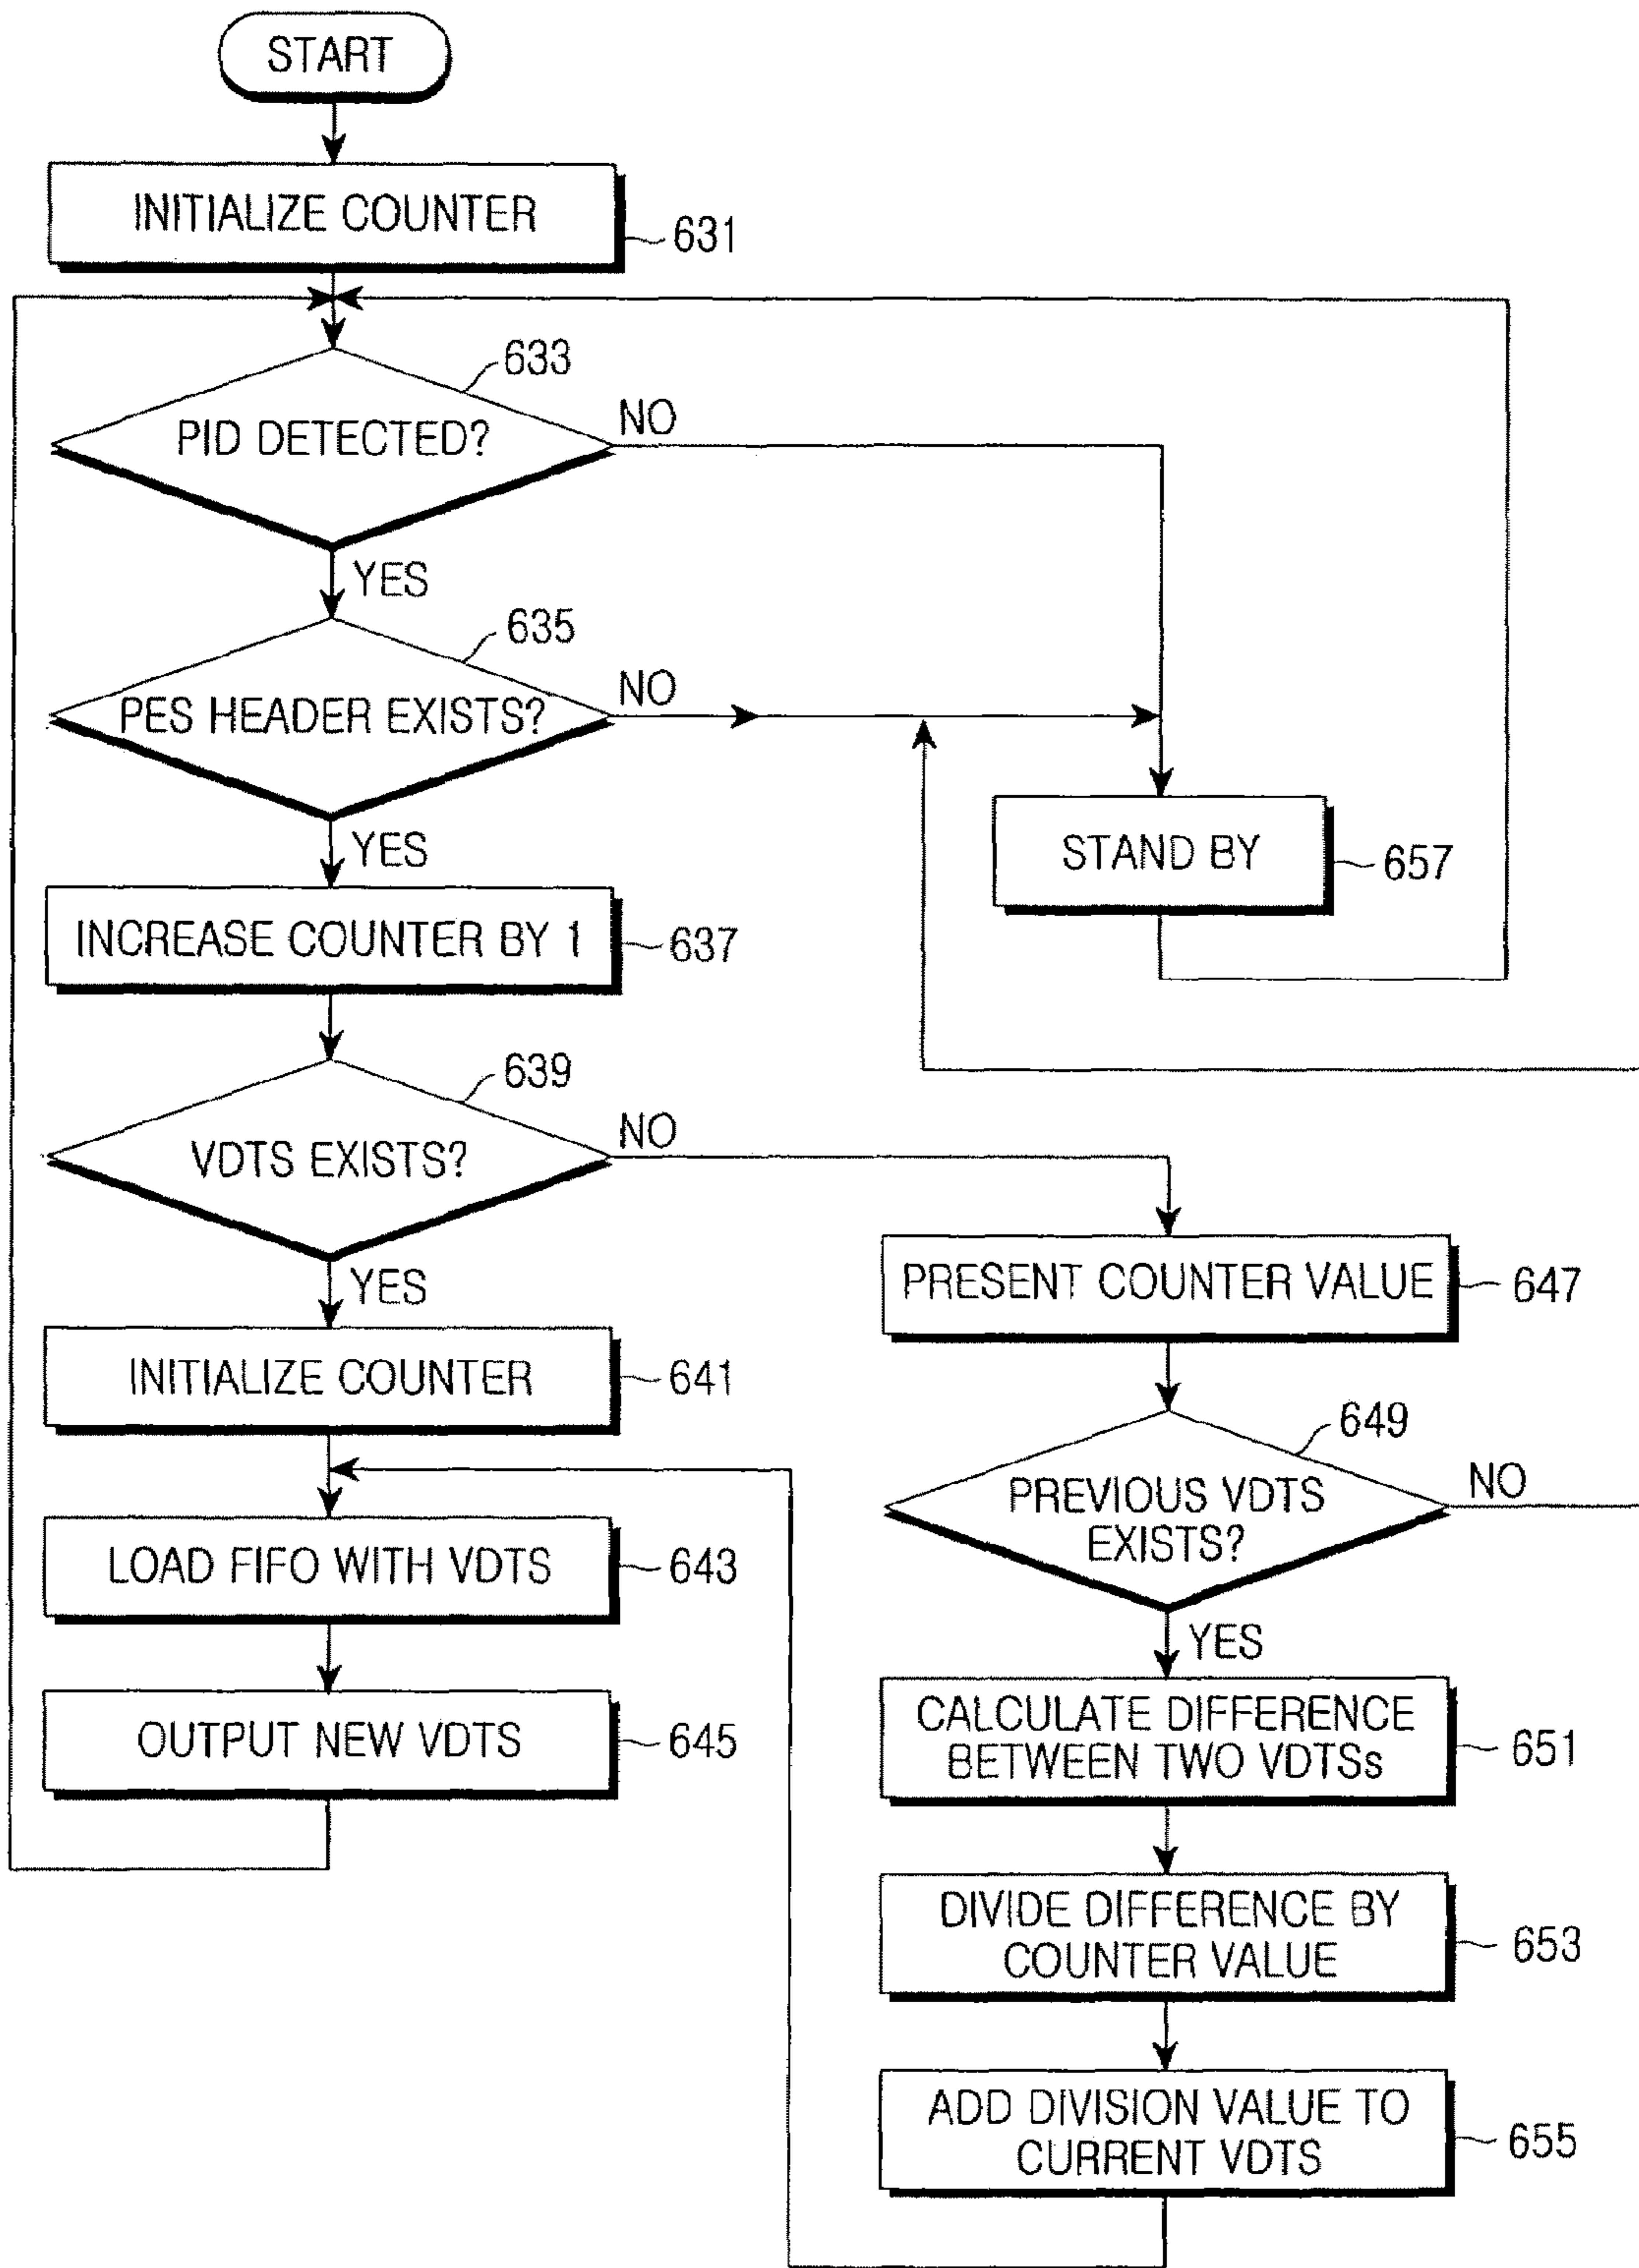 START
INITIALIZE COUNTER
631
633
PID DETECTED?
NO
YES
635
PES HEADER EXISTS?
NO
YES
STAND BY
657
INCREASE COUNTER BY 1
637
639
VDTS EXISTS?
NO
YES
PRESENT COUNTER VALUE
647
INITIALIZE COUNTER
641
649
PREVIOUS VDTS
EXISTS?
NO
YES
LOAD FIFO WITH VDTS
643
OUTPUT NEW VDTS
645
CALCULATE DIFFERENCE
BETWEEN TWO VDTSs
651
DIVIDE DIFFERENCE BY
COUNTER VALUE
653
ADD DIVISION VALUE TO
CURRENT VDTS
655